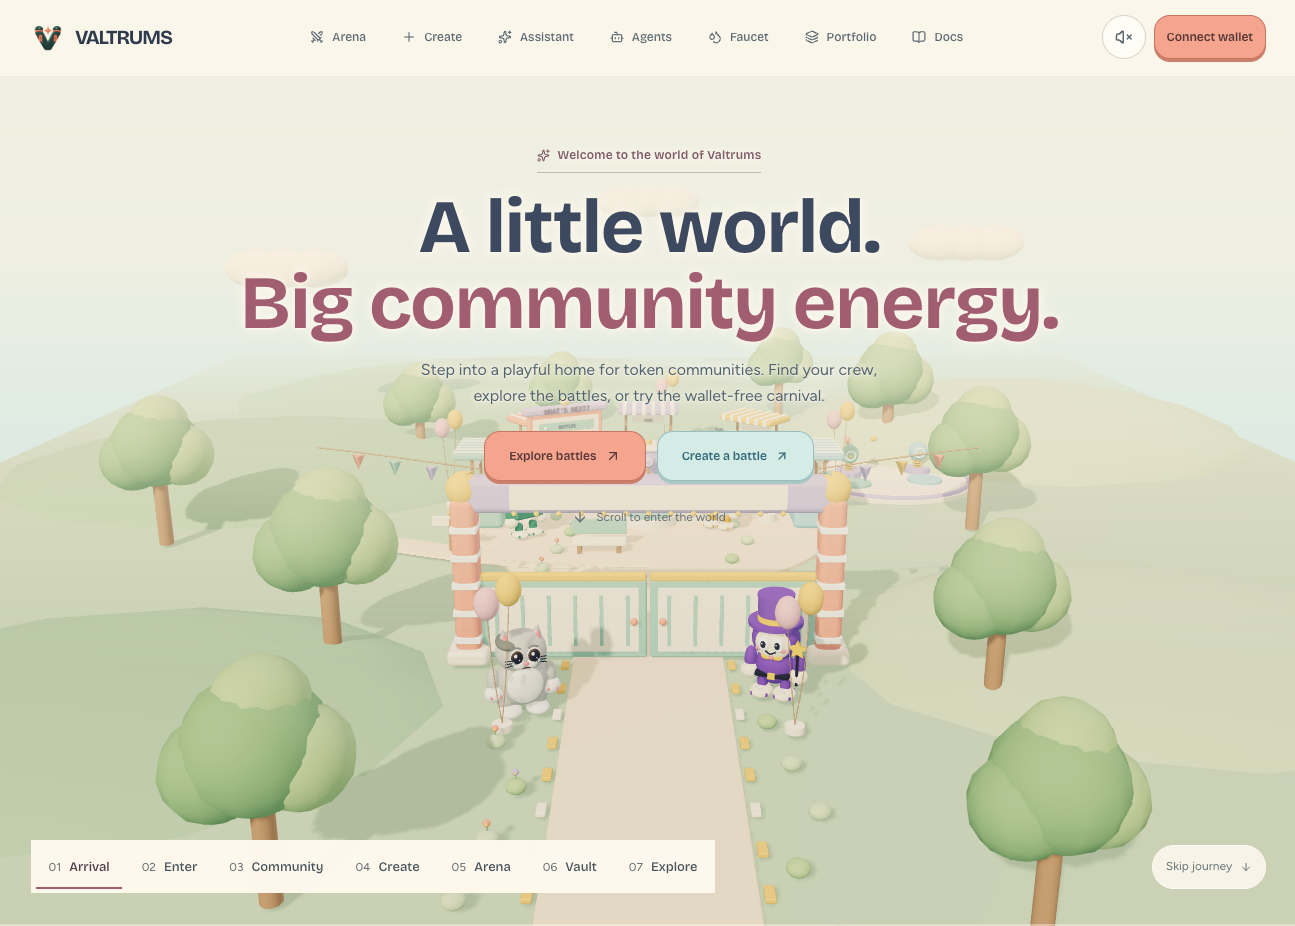 VALTRUMS
Arena
Create
Assistant
Agents
Faucet
Portfolio
Docs
Connect wallet
Welcome to the world of Valtrums
A little world.
Big community energy.
Step into a playful home for token communities. Find your crew,
explore the battles, or try the wallet-free carnival.
WHAT'S NEXT?
BATTLES
Explore battles
Create a battle
Scroll to enter the world
01 Arrival
02 Enter
03 Community
04 Create
05 Arena
06 Vault
07 Explore
Skip journey